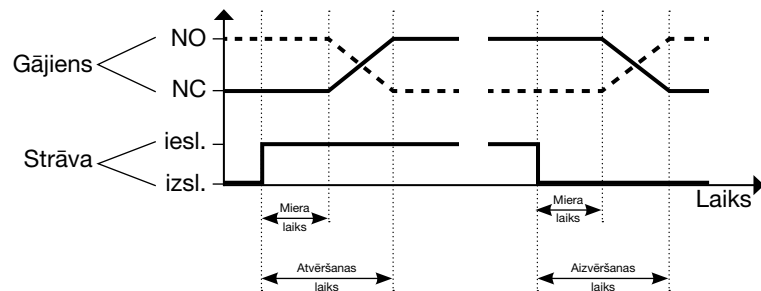 NO
Gājiens
NC
iesl.
Strāva
izsl.
Laiks
Miera
laiks
Miera
laiks
Atvēršanas
laiks
Aizvēršanas
laiks